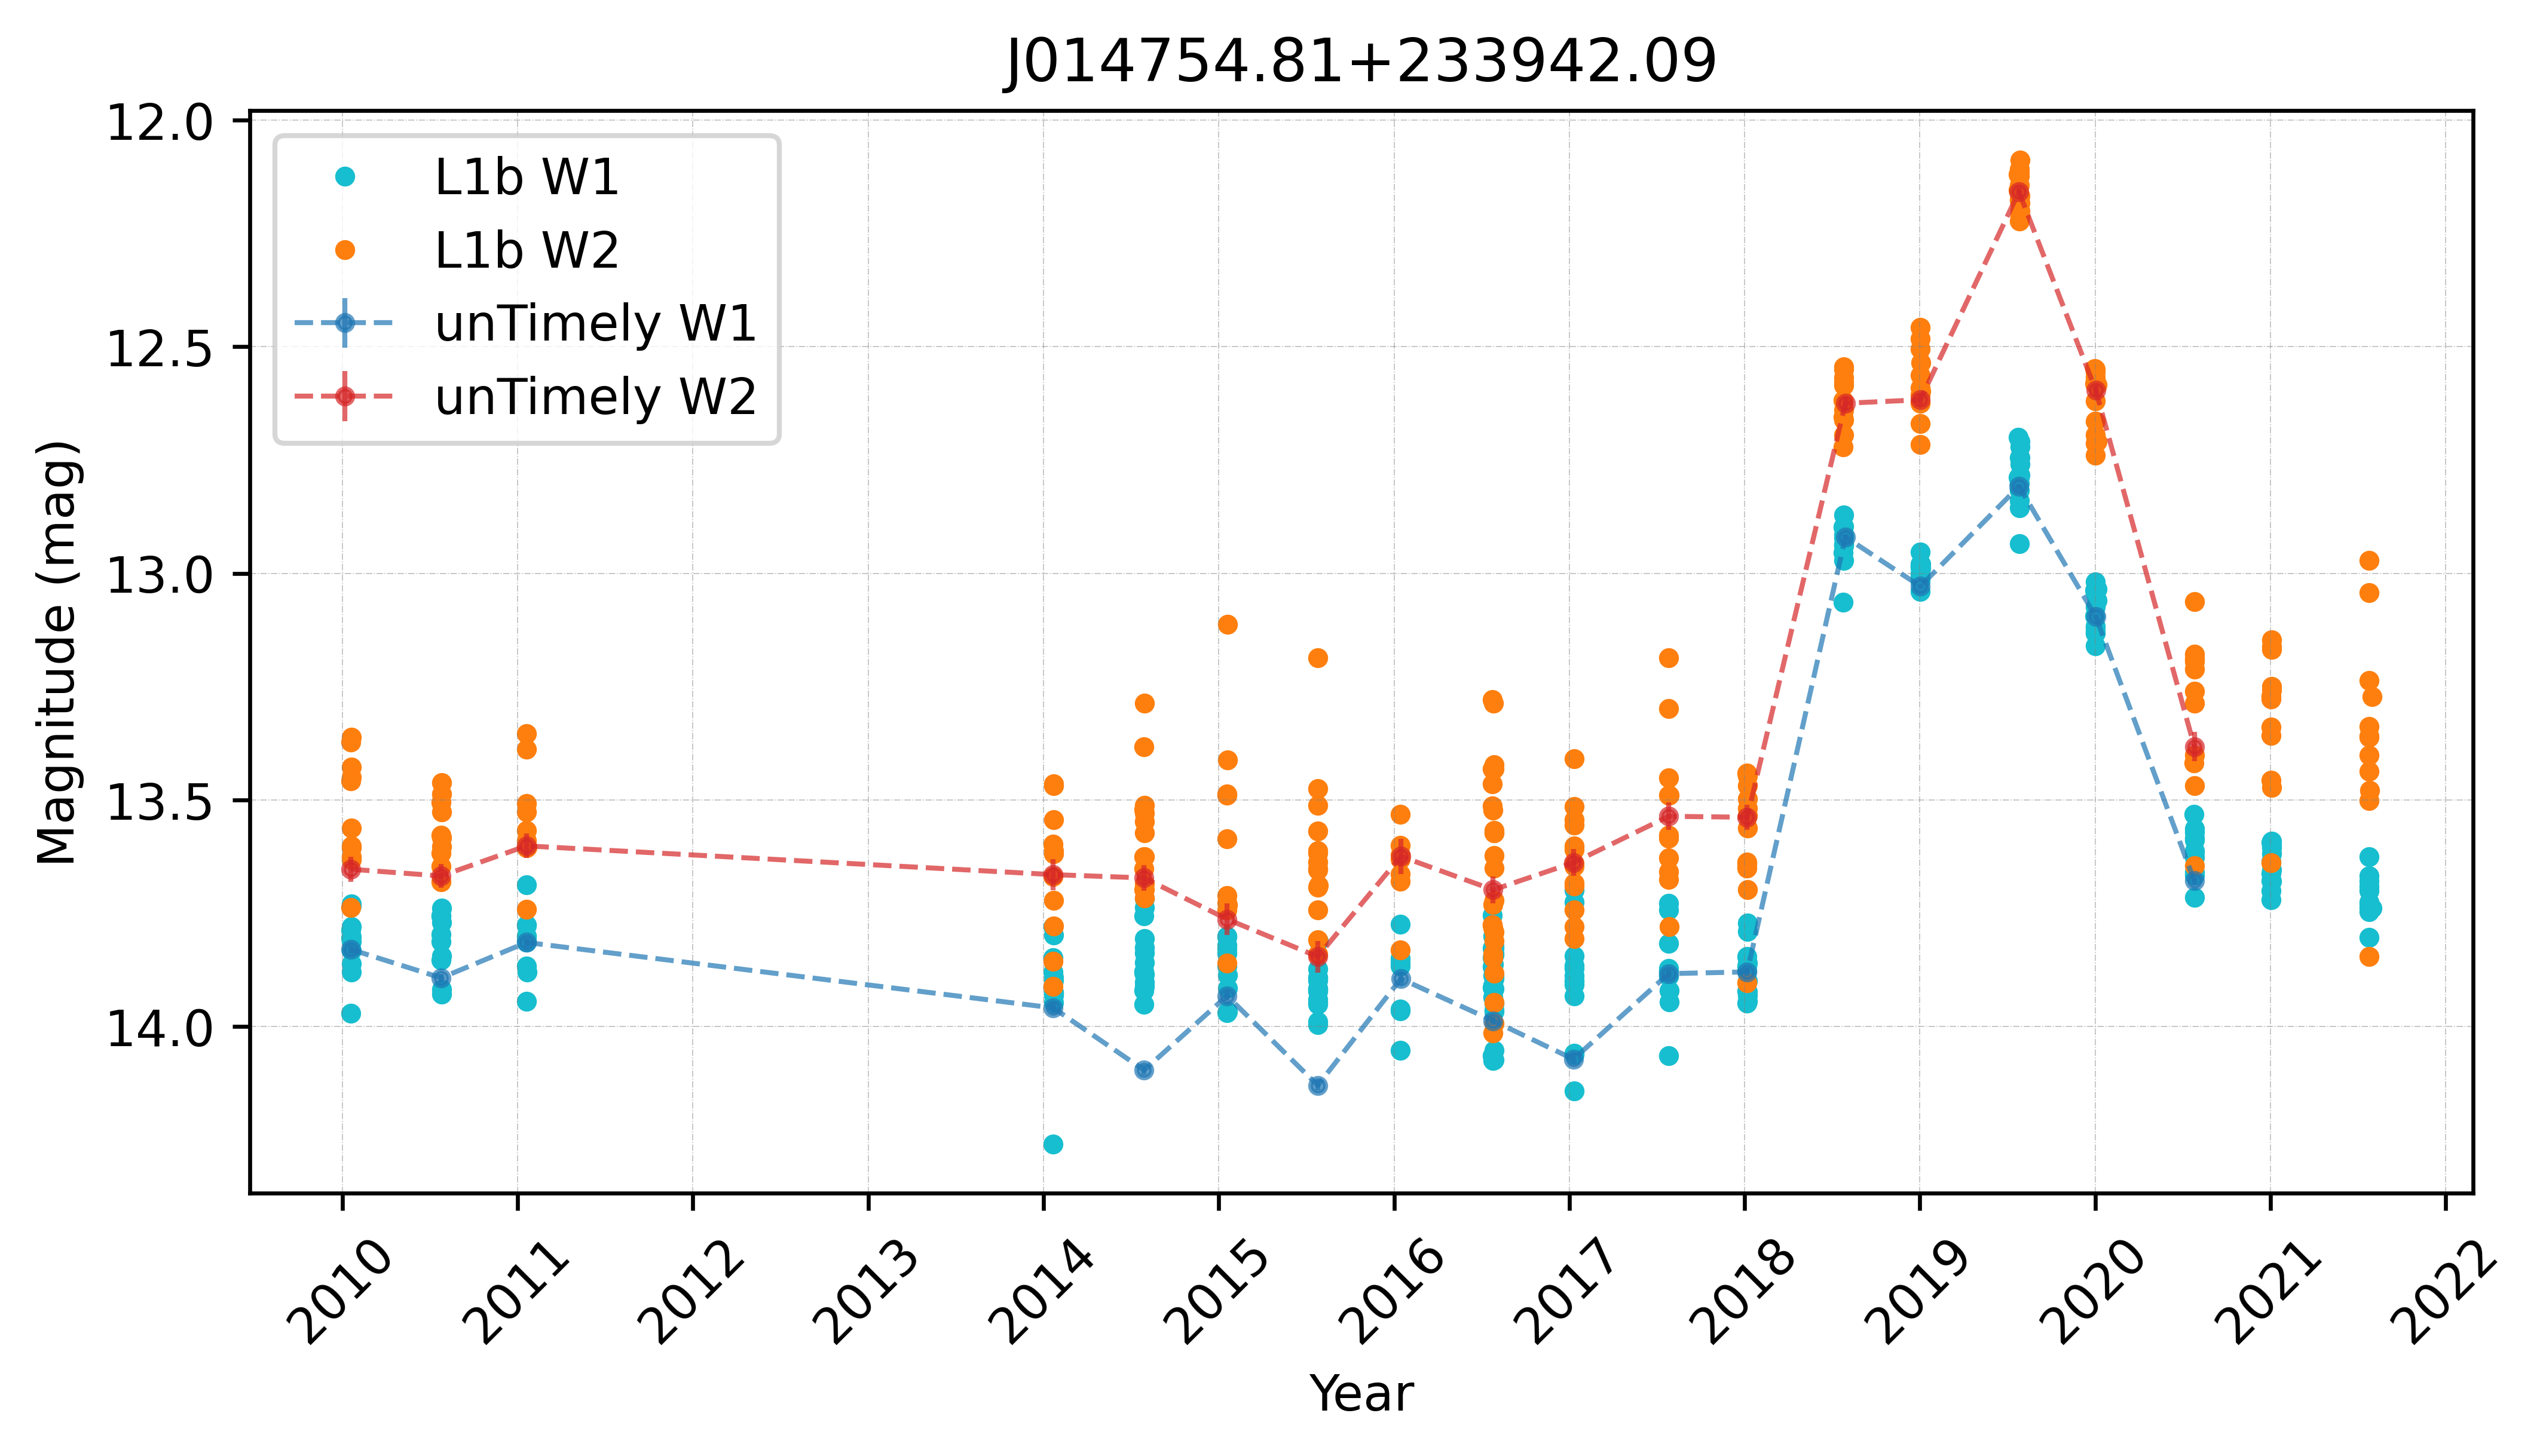 J014754.81+233942.09
12.0
12.5
13.0
13.5
14.0
Magnitude (mag)
L1b W1
L1b W2
unTimely W1
unTimely W2
2010
2011
2012
2013
2014
2015
2016
2017
2018
2019
2020
2021
2022
Year